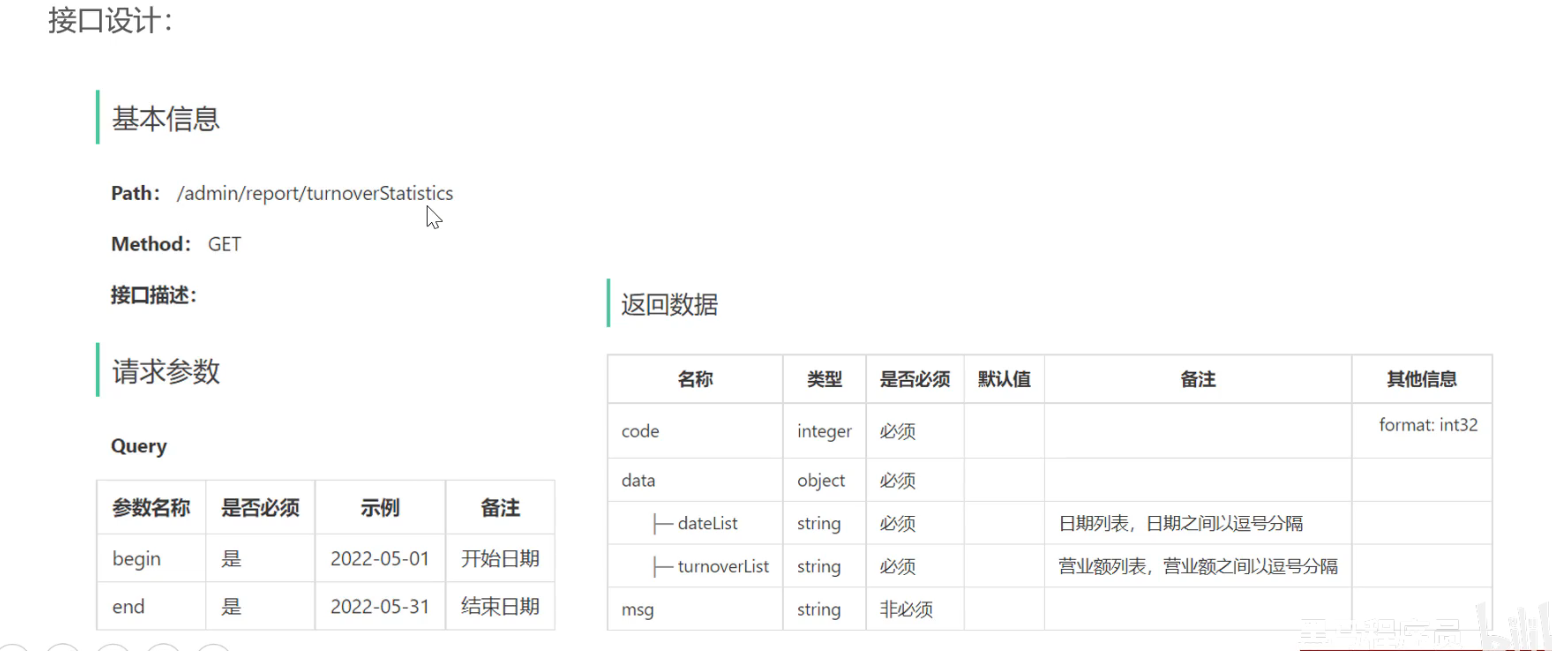 接口设计：
基本信息
Path： /admin/report/turnoverStatistics
Method： GET
接口描述：
请求参数
Query
参数名称 是否必须 示例 备注
begin 是 2022-05-01 开始日期
end 是 2022-05-31 结束日期
返回数据
名称 类型 是否必须 默认值 备注 其他信息
code integer 必须 format: int32
data object 必须
├─ dateList string 必须 日期列表，日期之间以逗号分隔
├─ turnoverList string 必须 营业额列表，营业额之间以逗号分隔
msg string 非必须